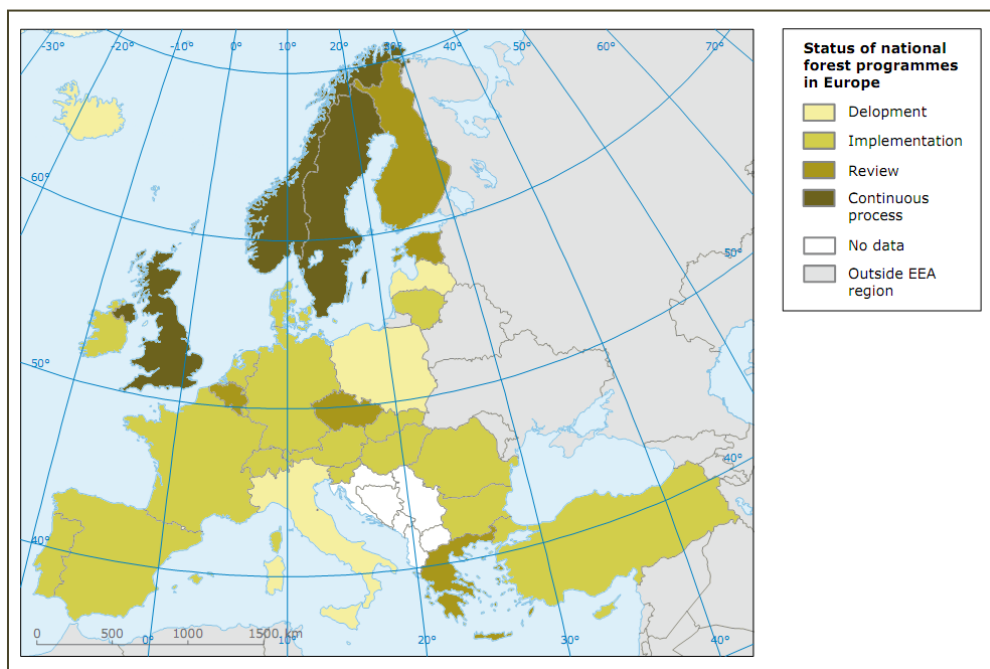 -30° -20° -10° 0° 10° 20° 30° 40° 50° 60° 70°
60°
50°
50°
40°
40°
0 500 1000 1500 km
0° 10° 20° 30° 40°
Status of national
forest programmes
in Europe
Delopment
Implementation
Review
Continuous
process
No data
Outside EEA
region